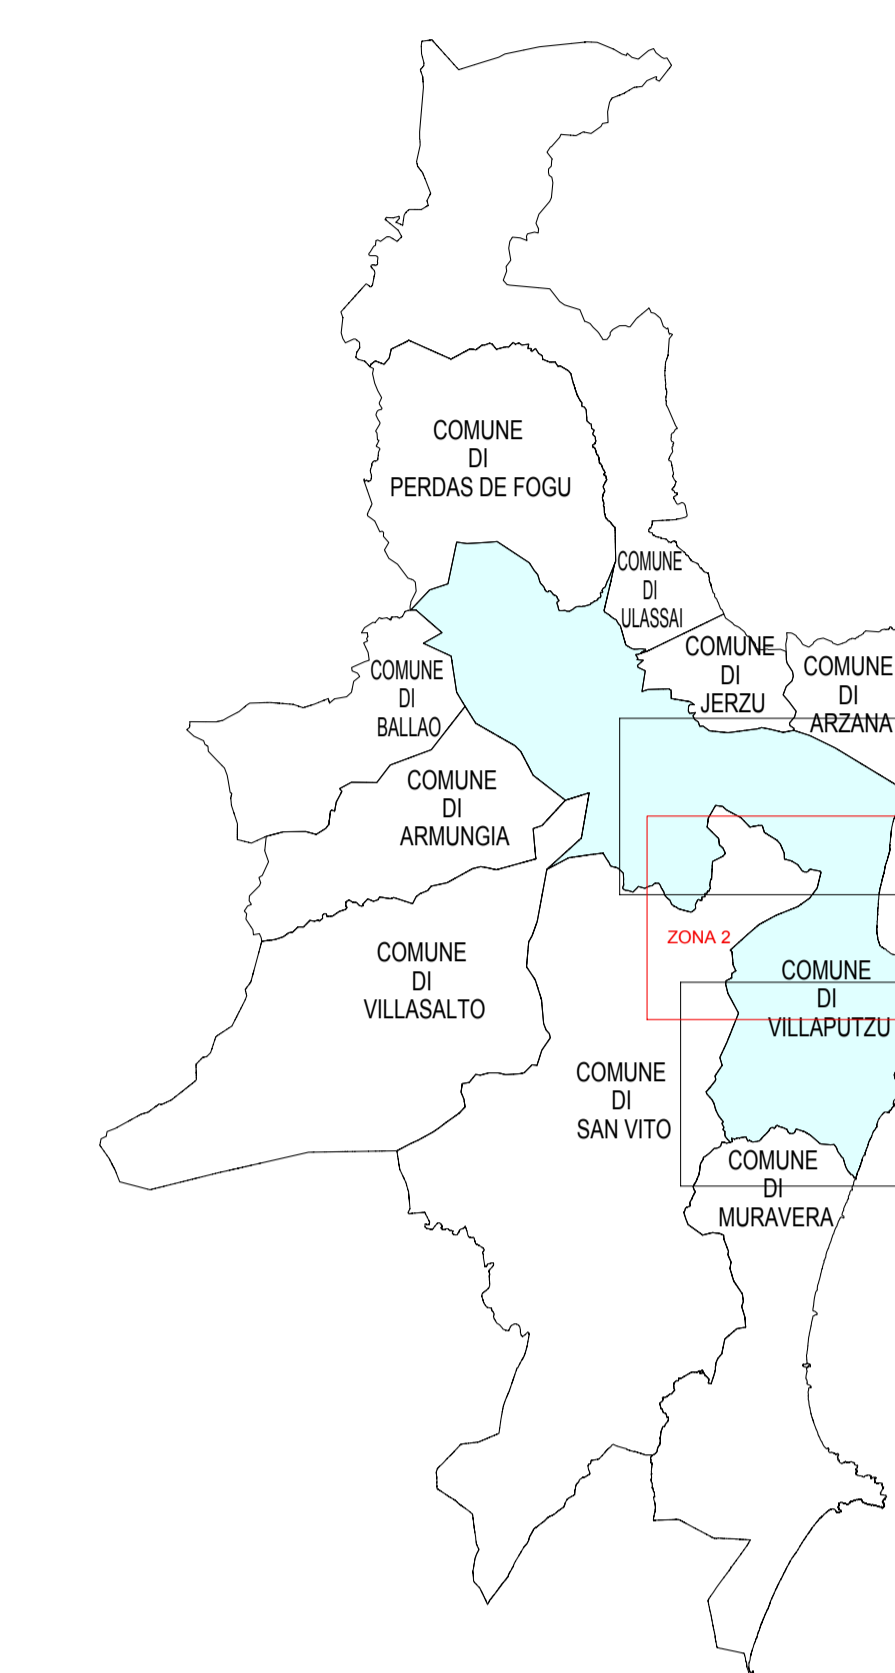 COMUNE
DI
PERDAS DE FOGU
COMUNE
DI
ULASSAI
COMUNE
DI
JERZU
COMUNE
DI
ARZANA
COMUNE
DI
BALLAO
COMUNE
DI
ARMUNGIA
ZONA 2
COMUNE
DI
VILLASALTO
COMUNE
DI
VILLAPUTZU
COMUNE
DI
SAN VITO
COMUNE
DI
MURAVERA